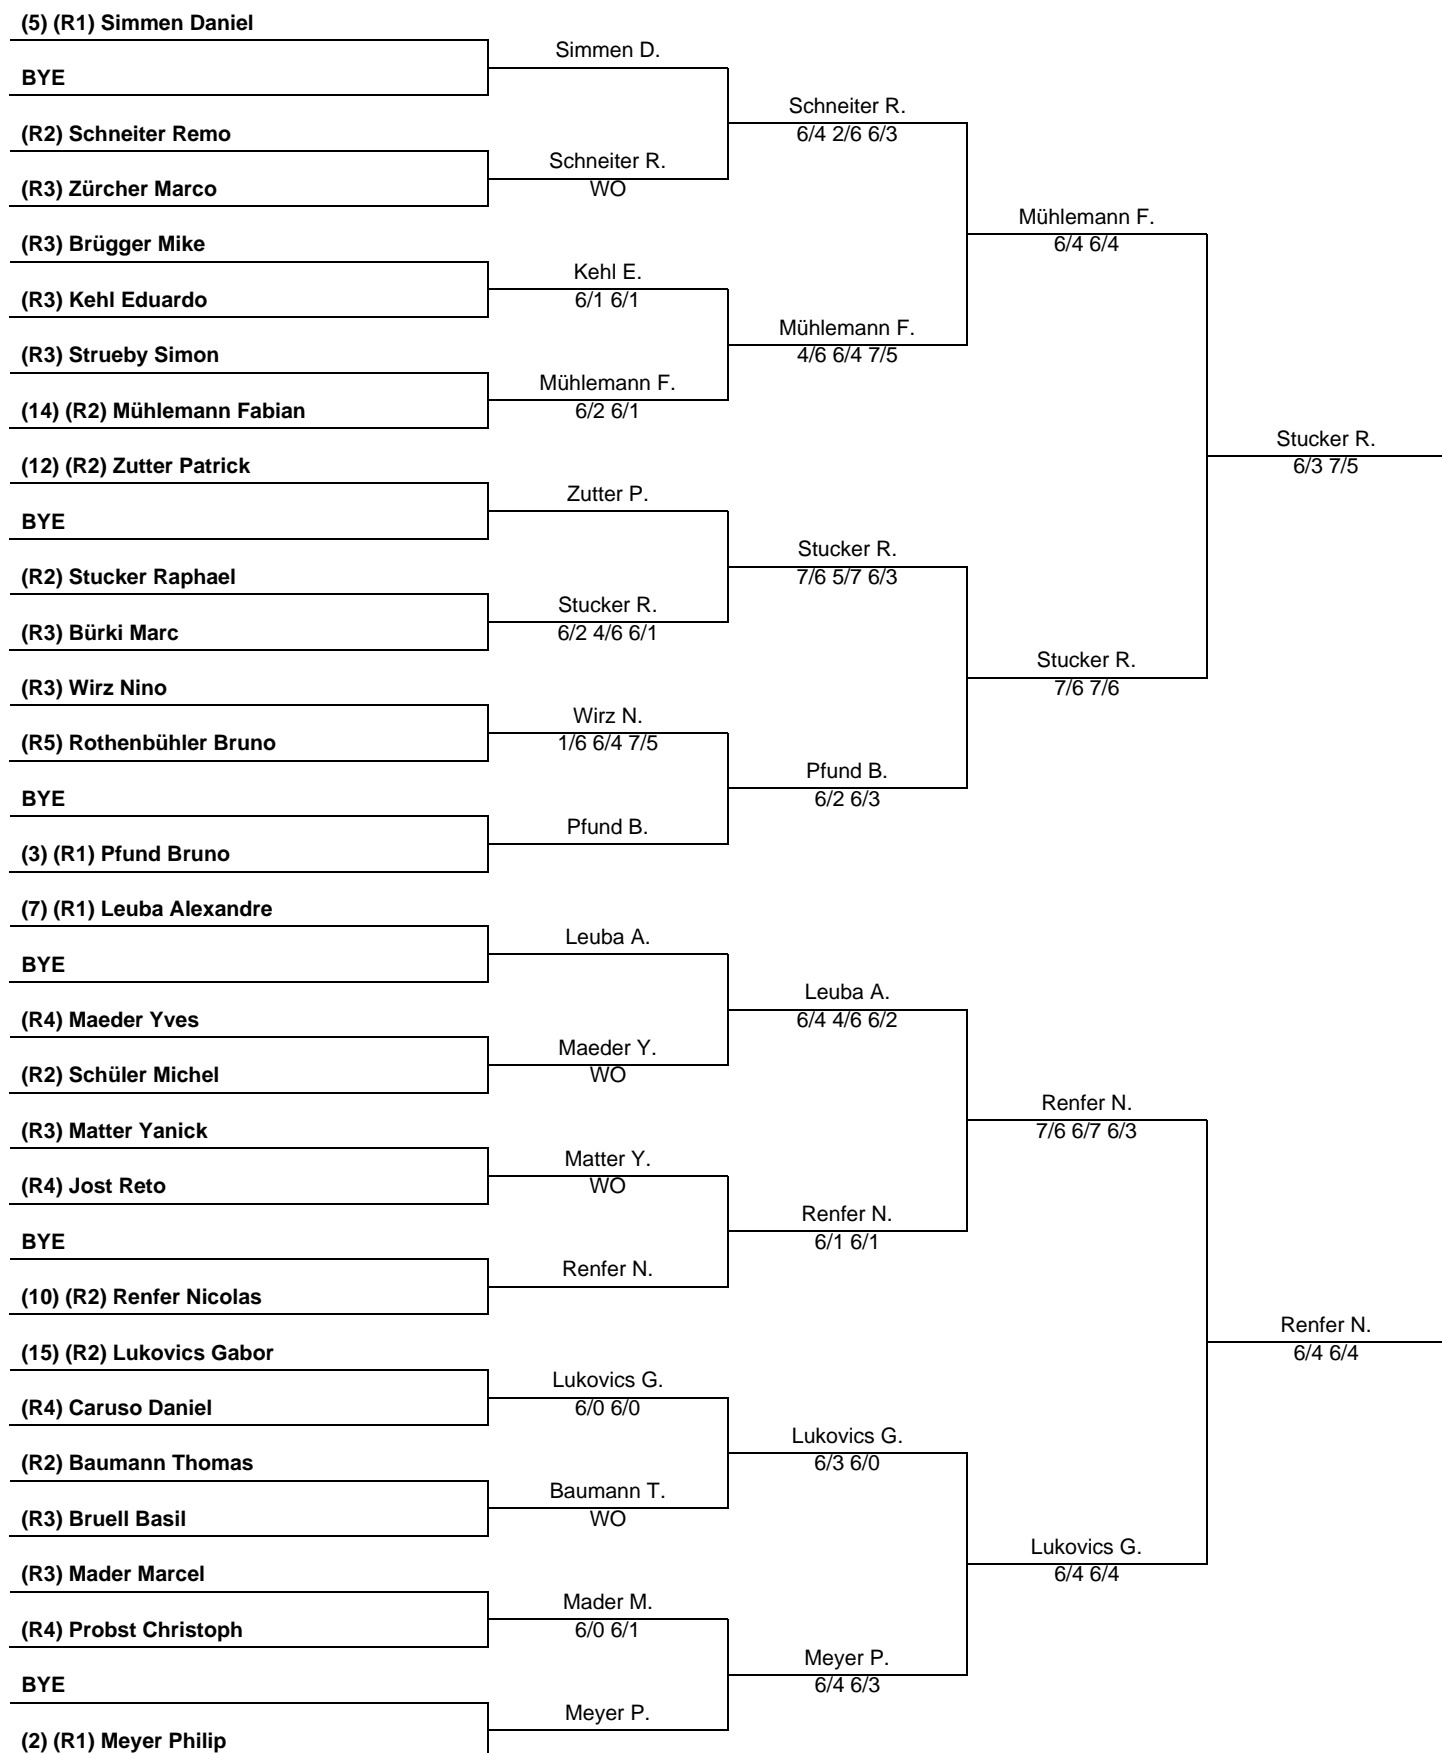 (5) (R1) Simmen Daniel
BYE
(R2) Schneiter Remo
(R3) Zürcher Marco
(R3) Brügger Mike
(R3) Kehl Eduardo
(R3) Strueby Simon
(14) (R2) Mühlemann Fabian
(12) (R2) Zutter Patrick
BYE
(R2) Stucker Raphael
(R3) Bürki Marc
(R3) Wirz Nino
(R5) Rothenbühler Bruno
BYE
(3) (R1) Pfund Bruno
(7) (R1) Leuba Alexandre
BYE
(R4) Maeder Yves
(R2) Schüler Michel
(R3) Matter Yanick
(R4) Jost Reto
BYE
(10) (R2) Renfer Nicolas
(15) (R2) Lukovics Gabor
(R4) Caruso Daniel
(R2) Baumann Thomas
(R3) Bruell Basil
(R3) Mader Marcel
(R4) Probst Christoph
BYE
(2) (R1) Meyer Philip
Simmen D.
Schneiter R.
WO
Kehl E.
6/1 6/1
Mühlemann F.
6/2 6/1
Zutter P.
Stucker R.
6/2 4/6 6/1
Wirz N.
1/6 6/4 7/5
Pfund B.
Leuba A.
Maeder Y.
WO
Matter Y.
WO
Renfer N.
Lukovics G.
6/0 6/0
Baumann T.
WO
Mader M.
6/0 6/1
Meyer P.
Schneiter R.
6/4 2/6 6/3
Mühlemann F.
4/6 6/4 7/5
Stucker R.
7/6 5/7 6/3
Pfund B.
6/2 6/3
Leuba A.
6/4 4/6 6/2
Renfer N.
6/1 6/1
Lukovics G.
6/3 6/0
Meyer P.
6/4 6/3
Mühlemann F.
6/4 6/4
Stucker R.
7/6 7/6
Renfer N.
7/6 6/7 6/3
Lukovics G.
6/4 6/4
Stucker R.
6/3 7/5
Renfer N.
6/4 6/4